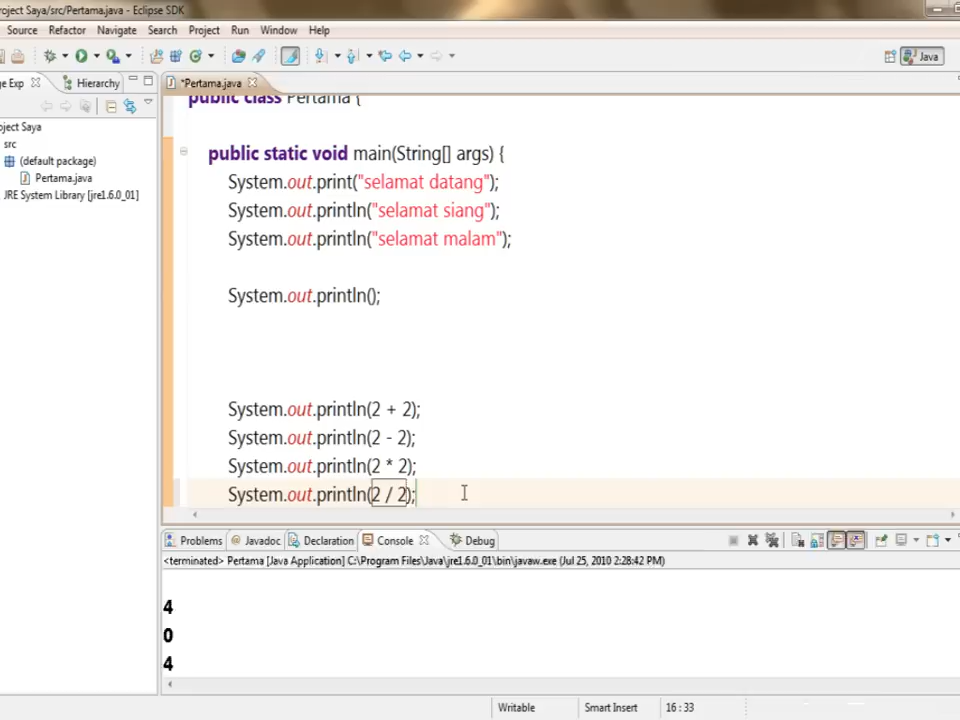 roject Saya/src/Pertama.java - Eclipse SDK
Source Refactor Navigate Search Project Run Window Help
Java
ge Exp Hierarchy *Pertama.java
public class Pertama {
oject Saya
src
(default package)
Pertama.java
JRE System Library [jre1.6.0_01]
public static void main(String[] args) {
System.out.print("selamat datang");
System.out.println("selamat siang");
System.out.println("selamat malam");
System.out.println();
System.out.println(2 + 2);
System.out.println(2 - 2);
System.out.println(2 * 2);
System.out.println(2 / 2);
Problems @ Javadoc Declaration Console Debug
<terminated> Pertama [Java Application] C:\Program Files\Java\jre1.6.0_01\bin\javaw.exe (Jul 25, 2010 2:28:42 PM)
4
0
4
Writable Smart Insert 16 : 33